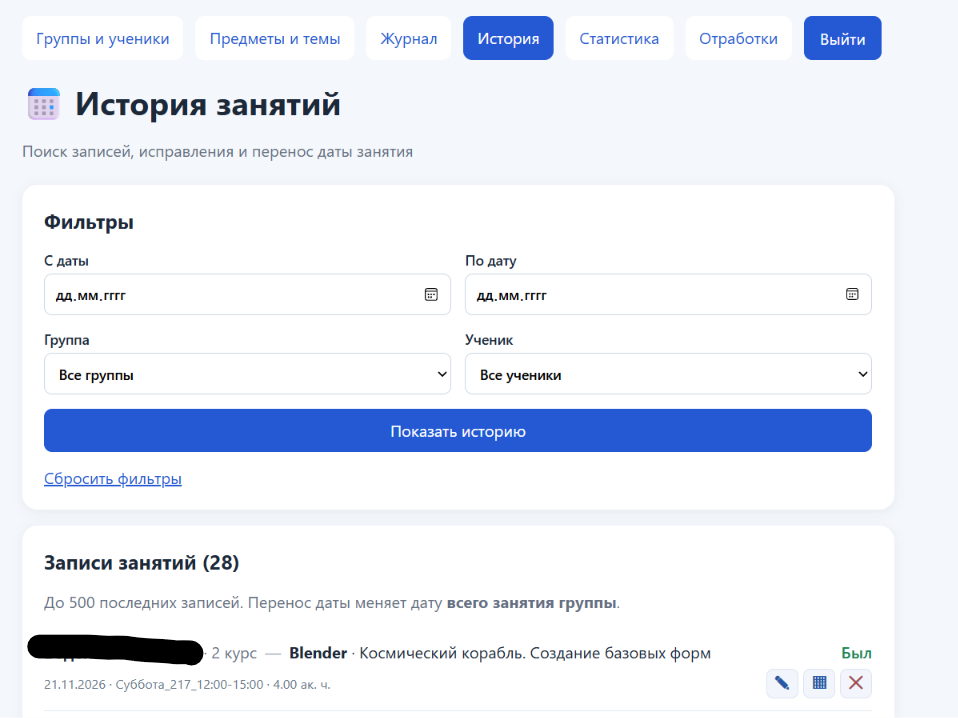 Группы и ученики Предметы и темы Журнал История Статистика Отработки Выйти
История занятий
Поиск записей, исправления и перенос даты занятия
Фильтры
С даты По дату
дд.мм.гггг дд.мм.гггг
Группа Ученик
Все группы Все ученики
Показать историю
Сбросить фильтры
Записи занятий (28)
До 500 последних записей. Перенос даты меняет дату всего занятия группы.
· 2 курс — Blender · Космический корабль. Создание базовых форм Был
21.11.2026 · Суббота_217_12:00-15:00 · 4.00 ак. ч.